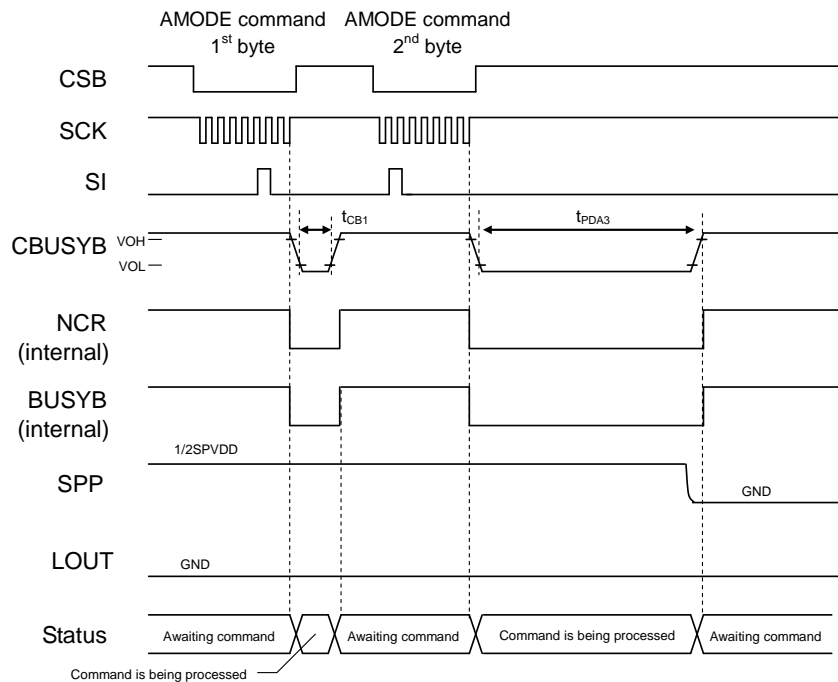 AMODE command
1st byte
AMODE command
2nd byte
CSB
SCK
SI
tCB1
tPDA3
CBUSYB
VOH
VOL
NCR
(internal)
BUSYB
(internal)
1/2SPVDD
SPP
GND
LOUT
GND
Status
Awaiting command
Awaiting command
Command is being processed
Awaiting command
Command is being processed